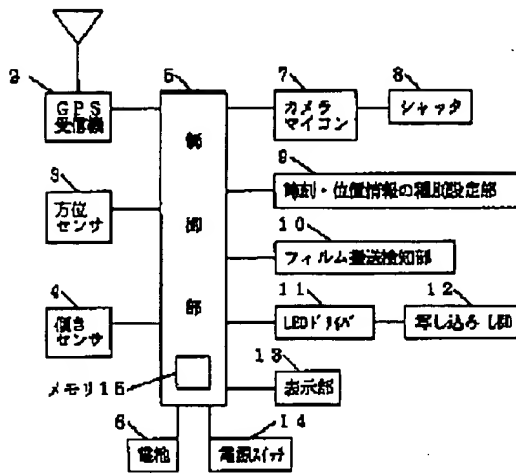 2
GPS
受信機
3
方位
センサ
4
傾き
センサ
5
制
御
部
メモリ15
6
電池
14
電源スイッチ
7
カメラ
マイコン
8
シャッタ
9
時刻・位置情報の種別設定部
10
フィルム搬送検知部
11
LEDドライバ
12
写し込みLED
13
表示部